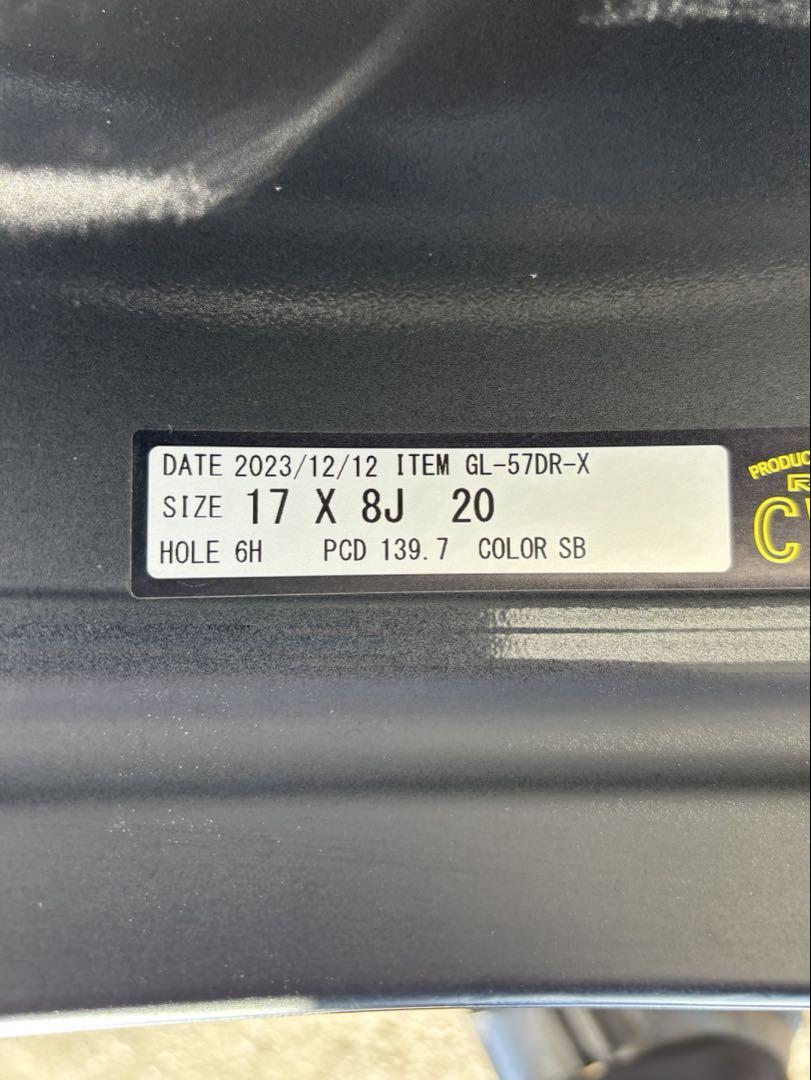 DATE 2023/12/12 ITEM GL-57DR-X
SIZE 17 X 8J 20
HOLE 6H PCD 139.7 COLOR SB